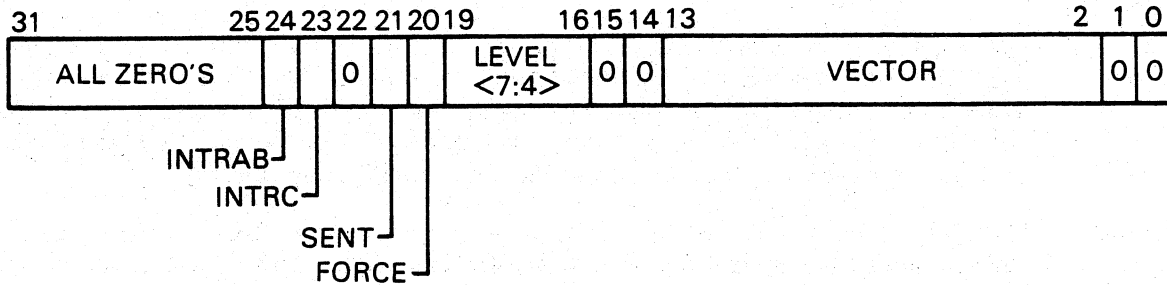 31 25 24 23 22 21 20 19 16 15 14 13 2 1 0
ALL ZERO'S 0 LEVEL <7:4> 0 0 VECTOR 0 0
INTRAB
INTRC
SENT
FORCE